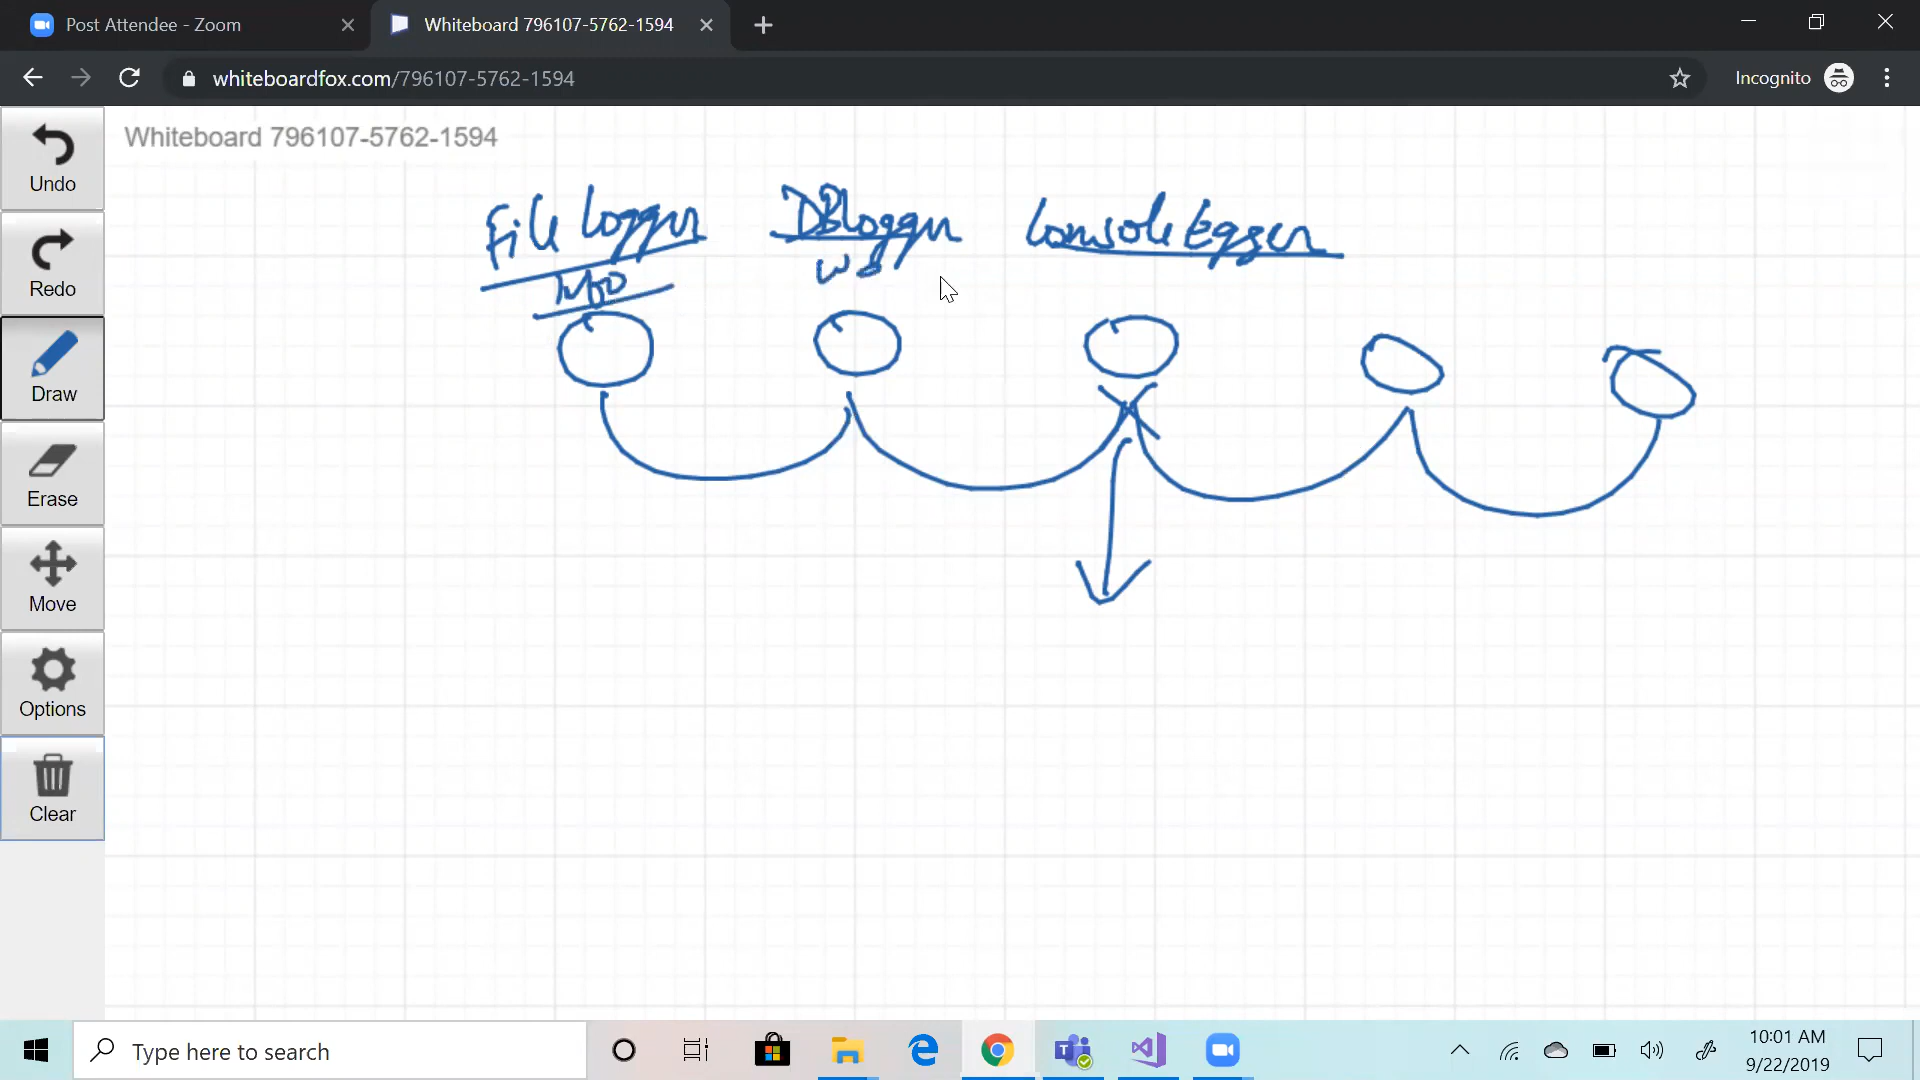 Post Attendee - Zoom
Whiteboard 796107-5762-1594
whiteboardfox.com/796107-5762-1594
Incognito
Whiteboard 796107-5762-1594
Undo
Redo
Draw
Erase
Move
Options
Clear
File Logger DBLogger Console Logger
Info
Type here to search
10:01 AM
9/22/2019